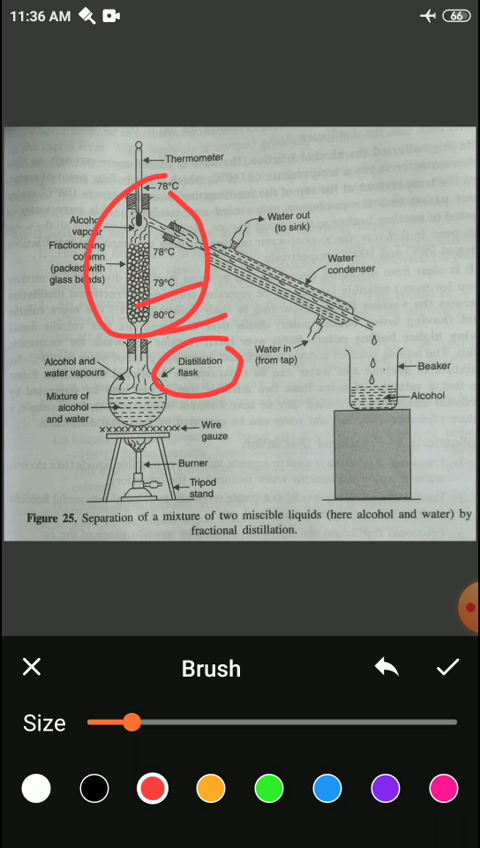 11:36 AM
66
Thermometer
78°C
Alcohol
vapour
Fractionating
column
(packed with
glass beads)
78°C
79°C
80°C
Water out
(to sink)
Water
condenser
Water in
(from tap)
Beaker
Alcohol
Alcohol and
water vapours
Distillation
flask
Mixture of
alcohol
and water
Wire
gauze
Burner
Tripod
stand
Figure 25. Separation of a mixture of two miscible liquids (here alcohol and water) by
fractional distillation.
Brush
Size